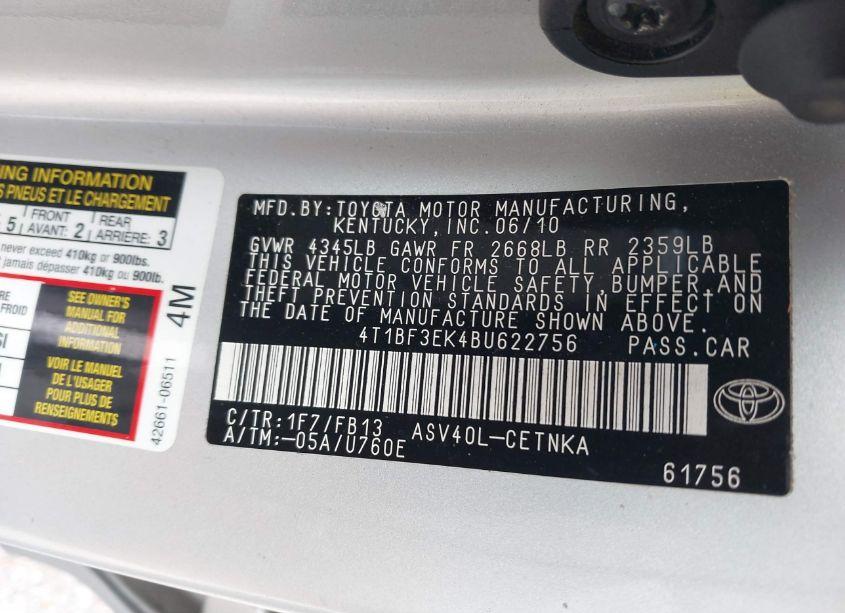 ING INFORMATION
S PNEUS ET LE CHARGEMENT
5 FRONT AVANT: 2 REAR ARRIÈRE: 3
never exceed 410kg or 900lbs.
jamais dépasser 410kg ou 900lb.
SEE OWNER'S
MANUAL FOR
ADDITIONAL
INFORMATION
VOIR LE MANUEL
DE L'USAGER
POUR PLUS DE
RENSEIGNEMENTS
4M
42661-06511
MFD.BY:TOYOTA MOTOR MANUFACTURING,
KENTUCKY, INC.06/10
GVWR 4345LB GAWR FR 2668LB RR 2359LB
THIS VEHICLE CONFORMS TO ALL APPLICABLE
FEDERAL MOTOR VEHICLE SAFETY,BUMPER,AND
THEFT PREVENTION STANDARDS IN EFFECT ON
THE DATE OF MANUFACTURE SHOWN ABOVE.
4T1BF3EK4BU622756 PASS.CAR
C/TR:1F7/FB13 ASV40L-CETNKA
A/TM:-05A/U760E
61756